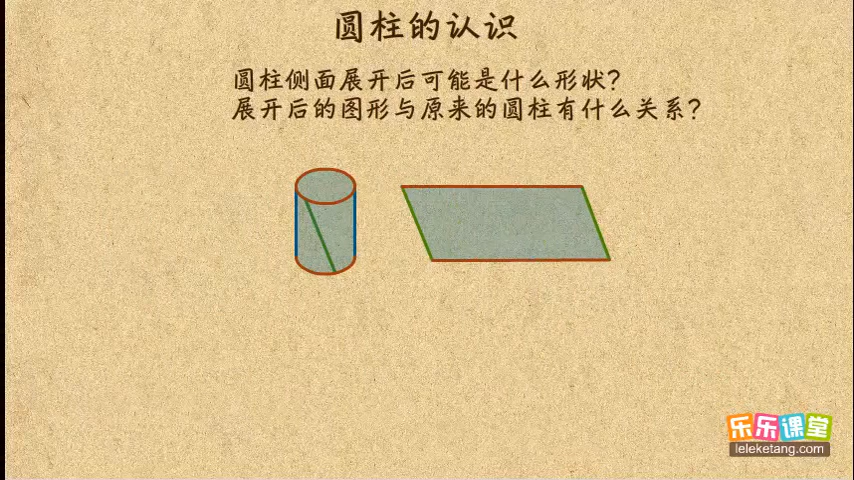 圆柱的认识
圆柱侧面展开后可能是什么形状?
展开后的图形与原来的圆柱有什么关系?
乐乐课堂
leleketang.com